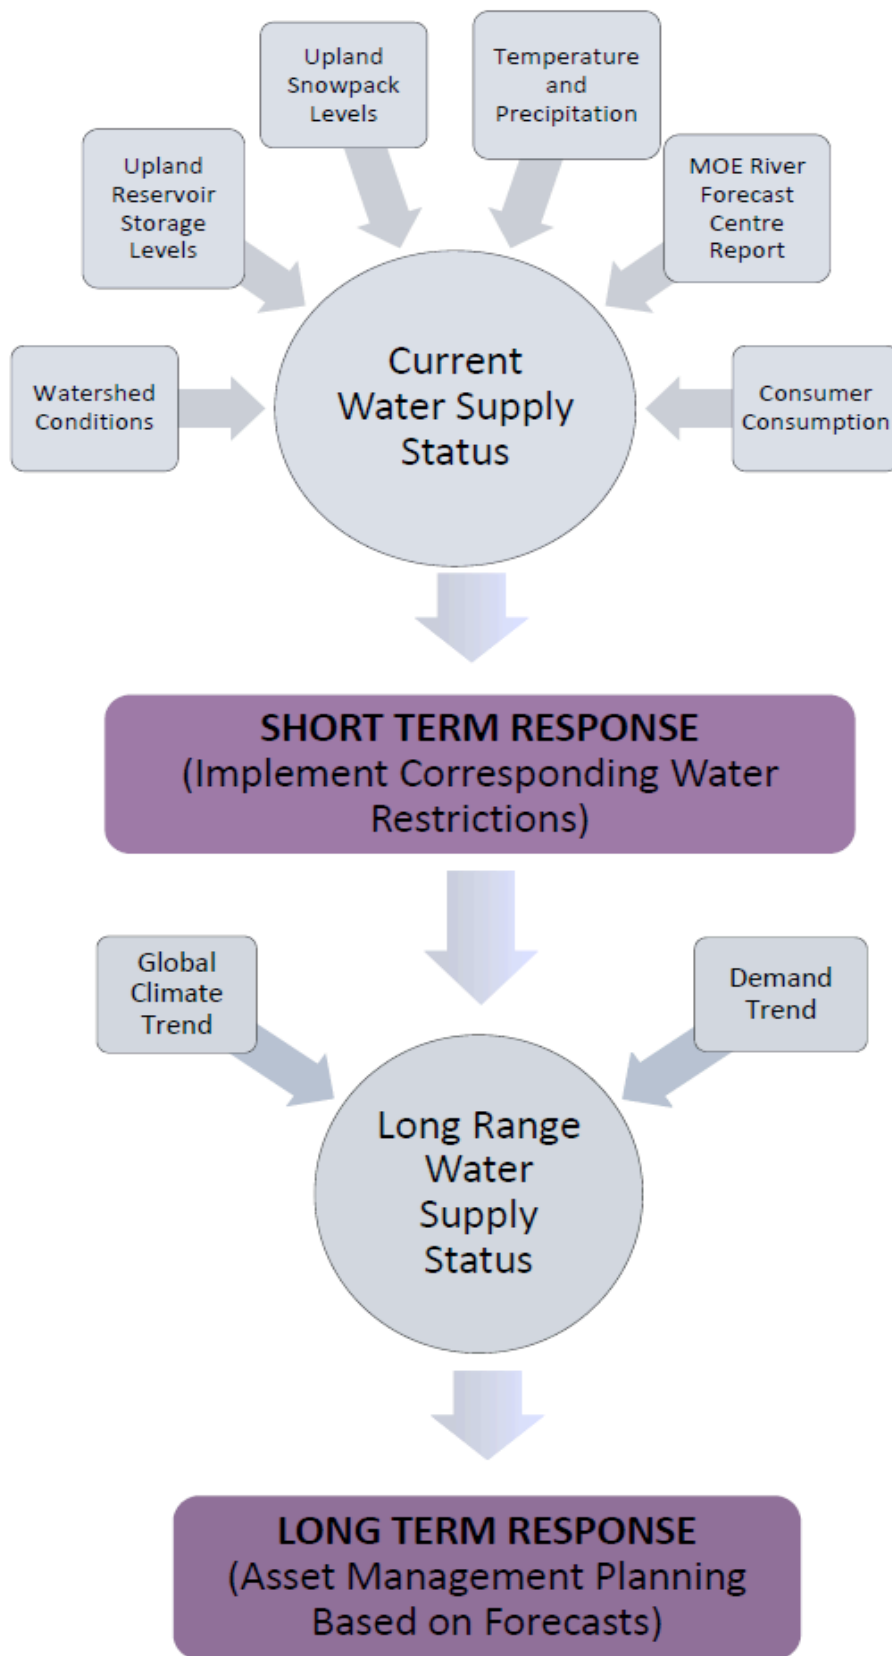 Upland
Snowpack
Levels
Temperature
and
Precipitation
Upland
Reservoir
Storage
Levels
MOE River
Forecast
Centre
Report
Watershed
Conditions
Current
Water Supply
Status
Consumer
Consumption
SHORT TERM RESPONSE
(Implement Corresponding Water
Restrictions)
Global
Climate
Trend
Demand
Trend
Long Range
Water
Supply
Status
LONG TERM RESPONSE
(Asset Management Planning
Based on Forecasts)